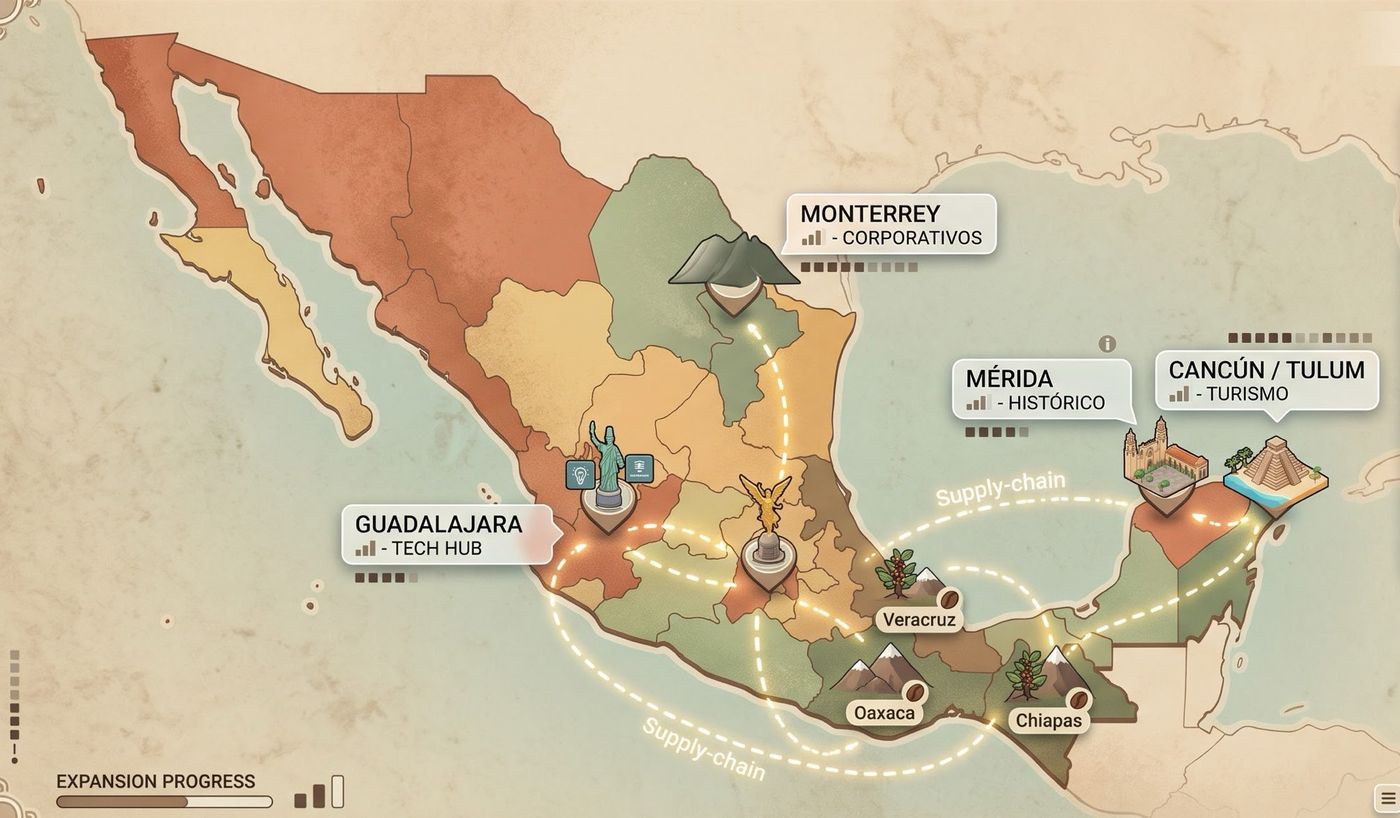 MONTERREY
- CORPORATIVOS
MÉRIDA
- HISTÓRICO
CANCÚN / TULUM
- TURISMO
GUADALAJARA
- TECH HUB
Supply-chain
Veracruz
Oaxaca
Chiapas
Supply-chain
EXPANSION PROGRESS